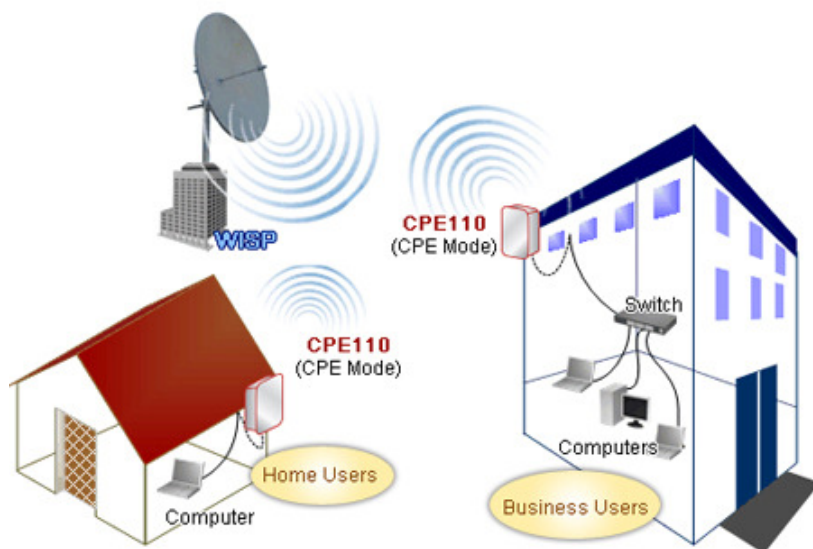 WISP
CPE110
(CPE Mode)
CPE110
(CPE Mode)
Switch
Computers
Computer
Home Users
Business Users